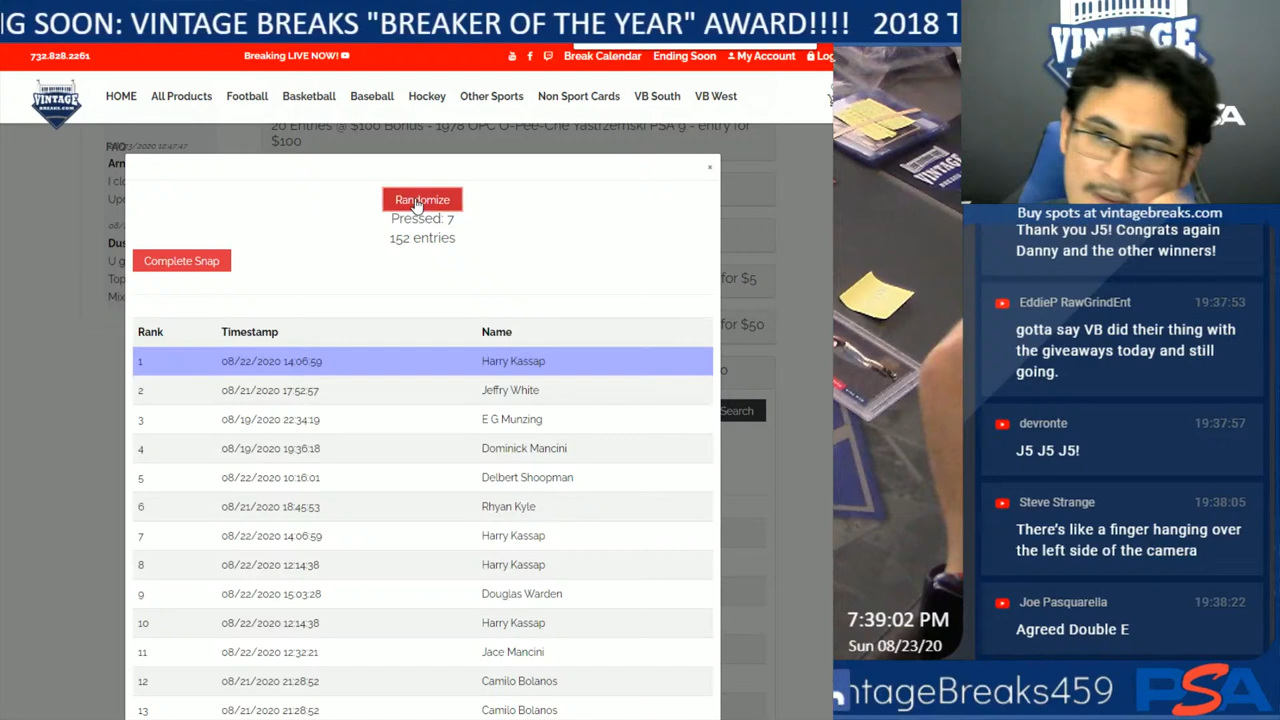 G SOON: VINTAGE BREAKS "BREAKER OF THE YEAR" AWARD!!!! 2018 T
732.828.2261 Breaking LIVE NOW! Break Calendar Ending Soon My Account Log
VINTAGE BREAKS.COM HOME All Products Football Basketball Baseball Hockey Other Sports Non Sport Cards VB South VB West
20 Entries @ $100 Bonus - 1978 OPC O-Pee-Che Yastrzemski PSA 9 - entry for
$100
Randomize
Pressed: 7
152 entries
Complete Snap
for $5
for $50
Search
Rank Timestamp Name
1 08/22/2020 14:06:59 Harry Kassap
2 08/21/2020 17:52:57 Jeffry White
3 08/19/2020 22:34:19 E G Munzing
4 08/19/2020 19:36:18 Dominick Mancini
5 08/22/2020 10:16:01 Delbert Shoopman
6 08/21/2020 18:45:53 Rhyan Kyle
7 08/22/2020 14:06:59 Harry Kassap
8 08/22/2020 12:14:38 Harry Kassap
9 08/22/2020 15:03:28 Douglas Warden
10 08/22/2020 12:14:38 Harry Kassap
11 08/22/2020 12:32:21 Jace Mancini
12 08/21/2020 21:28:52 Camilo Bolanos
13 08/21/2020 21:28:52 Camilo Bolanos
VINTAGE
SA
Buy spots at vintagebreaks.com
Thank you J5! Congrats again
Danny and the other winners!
EddieP RawGrindEnt 19:37:53
gotta say VB did their thing with
the giveaways today and still
going.
devronte 19:37:57
J5 J5 J5!
Steve Strange 19:38:05
There's like a finger hanging over
the left side of the camera
Joe Pasquarella 19:38:22
Agreed Double E
7:39:02 PM
Sun 08/23/20
ntageBreaks459 PSA